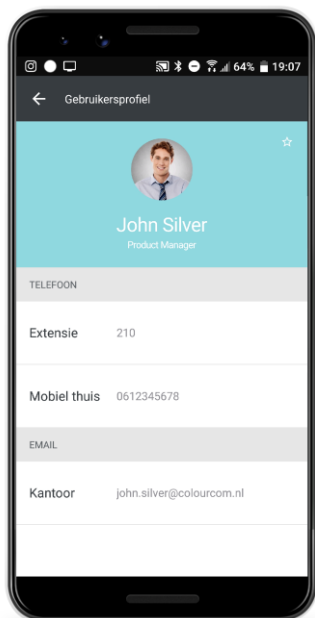 64% 19:07
Gebruikersprofiel
John Silver
Product Manager
TELEFOON
Extensie 210
Mobiel thuis 0612345678
EMAIL
Kantoor john.silver@colourcom.nl